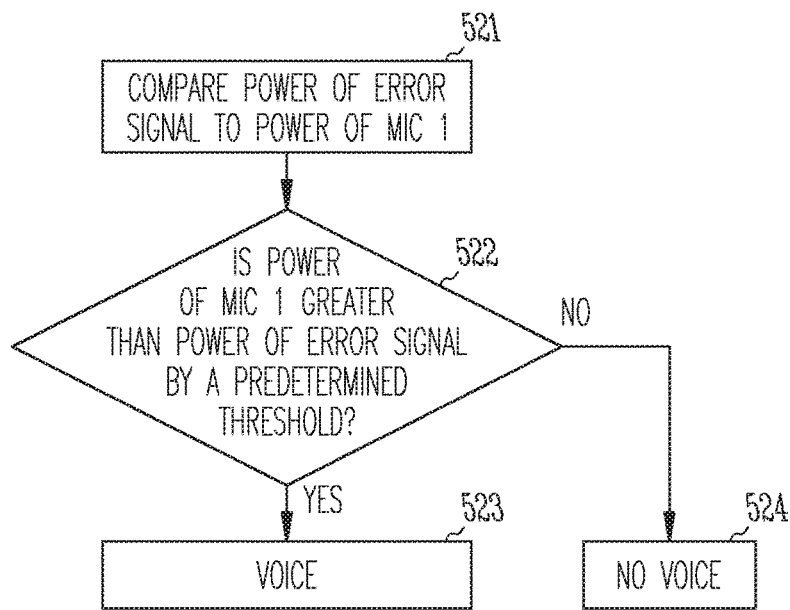 521
COMPARE POWER OF ERROR
SIGNAL TO POWER OF MIC 1
522
IS POWER
OF MIC 1 GREATER
THAN POWER OF ERROR SIGNAL
BY A PREDETERMINED
THRESHOLD?
NO
YES
523
VOICE
524
NO VOICE